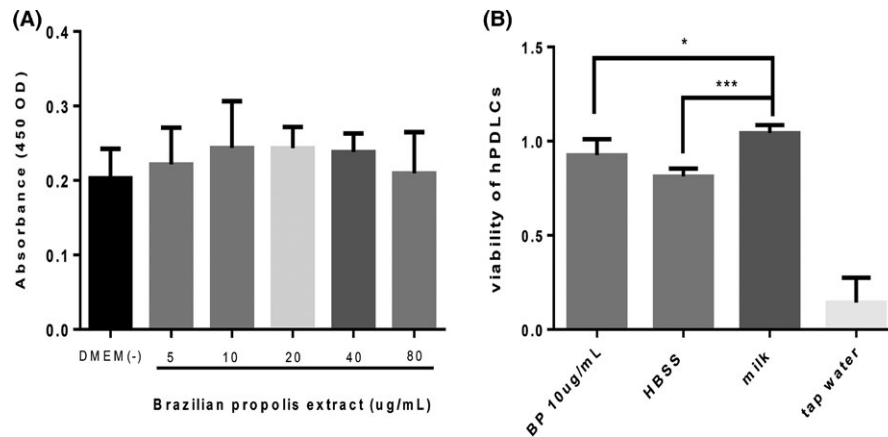 (A)
Absorbance (450 OD)
0.4
0.3
0.2
0.1
0.0
DMEM(-) 5 10 20 40 80
Brazilian propolis extract (ug/mL)
(B)
viability of hPDLCs
1.5
1.0
0.5
0.0
*
***
BP 10ug/mL
HBSS
milk
tap water